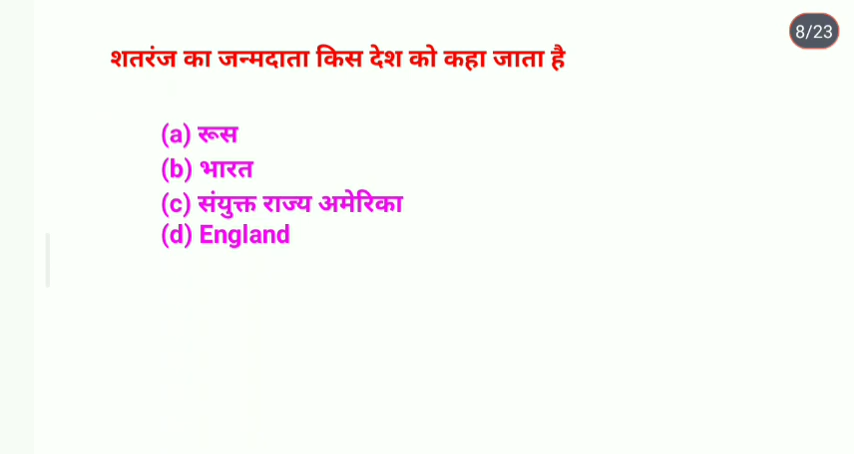 8/23
शतरंज का जन्मदाता किस देश को कहा जाता है
(a) रूस
(b) भारत
(c) संयुक्त राज्य अमेरिका
(d) England